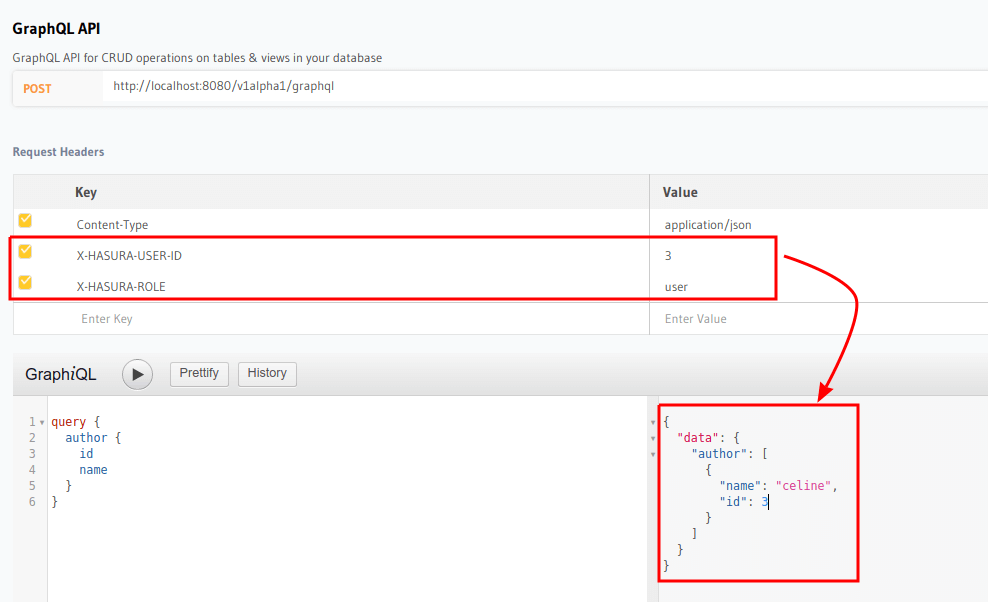 GraphQL API
GraphQL API for CRUD operations on tables & views in your database
POST http://localhost:8080/v1alpha1/graphql
Request Headers
Key Value
Content-Type application/json
X-HASURA-USER-ID 3
X-HASURA-ROLE user
Enter Key Enter Value
GraphiQL Prettify History
1 query {
2 author {
3 id
4 name
5 }
6 }
{
"data": {
"author": [
{
"name": "celine",
"id": 3
}
]
}
}